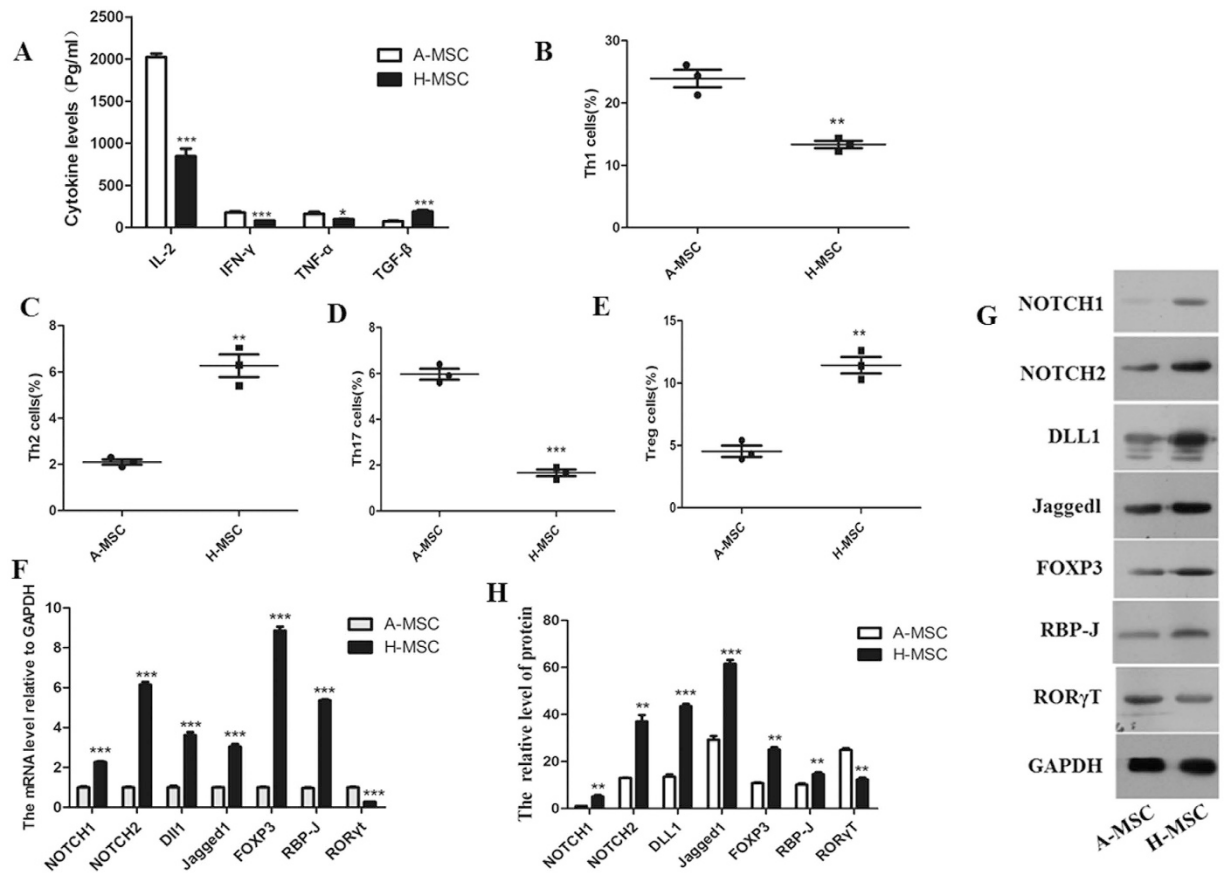 A
Cytokine levels (Pg/ml)
2500
2000
1500
1000
500
0
A-MSC
H-MSC
***
***
*
***
IL-2
IFN-γ
TNF-α
TGF-β
B
Th1 cells(%)
30
20
10
0
**
A-MSC
H-MSC
C
Th2 cells(%)
8
6
4
2
0
**
A-MSC
H-MSC
D
Th17 cells(%)
8
6
4
2
0
***
A-MSC
H-MSC
E
Treg cells(%)
15
10
5
0
**
A-MSC
H-MSC
F
The mRNA level relative to GAPDH
10
8
6
4
2
0
A-MSC
H-MSC
***
***
***
***
***
***
***
NOTCH1
NOTCH2
Dll1
Jagged1
FOXP3
RBP-J
RORγt
H
The relative level of protein
80
60
40
20
0
A-MSC
H-MSC
**
**
***
***
**
**
**
NOTCH1
NOTCH2
DLL1
Jagged1
FOXP3
RBP-J
RORγT
G
NOTCH1
NOTCH2
DLL1
Jagged1
FOXP3
RBP-J
RORγT
GAPDH
A-MSC
H-MSC